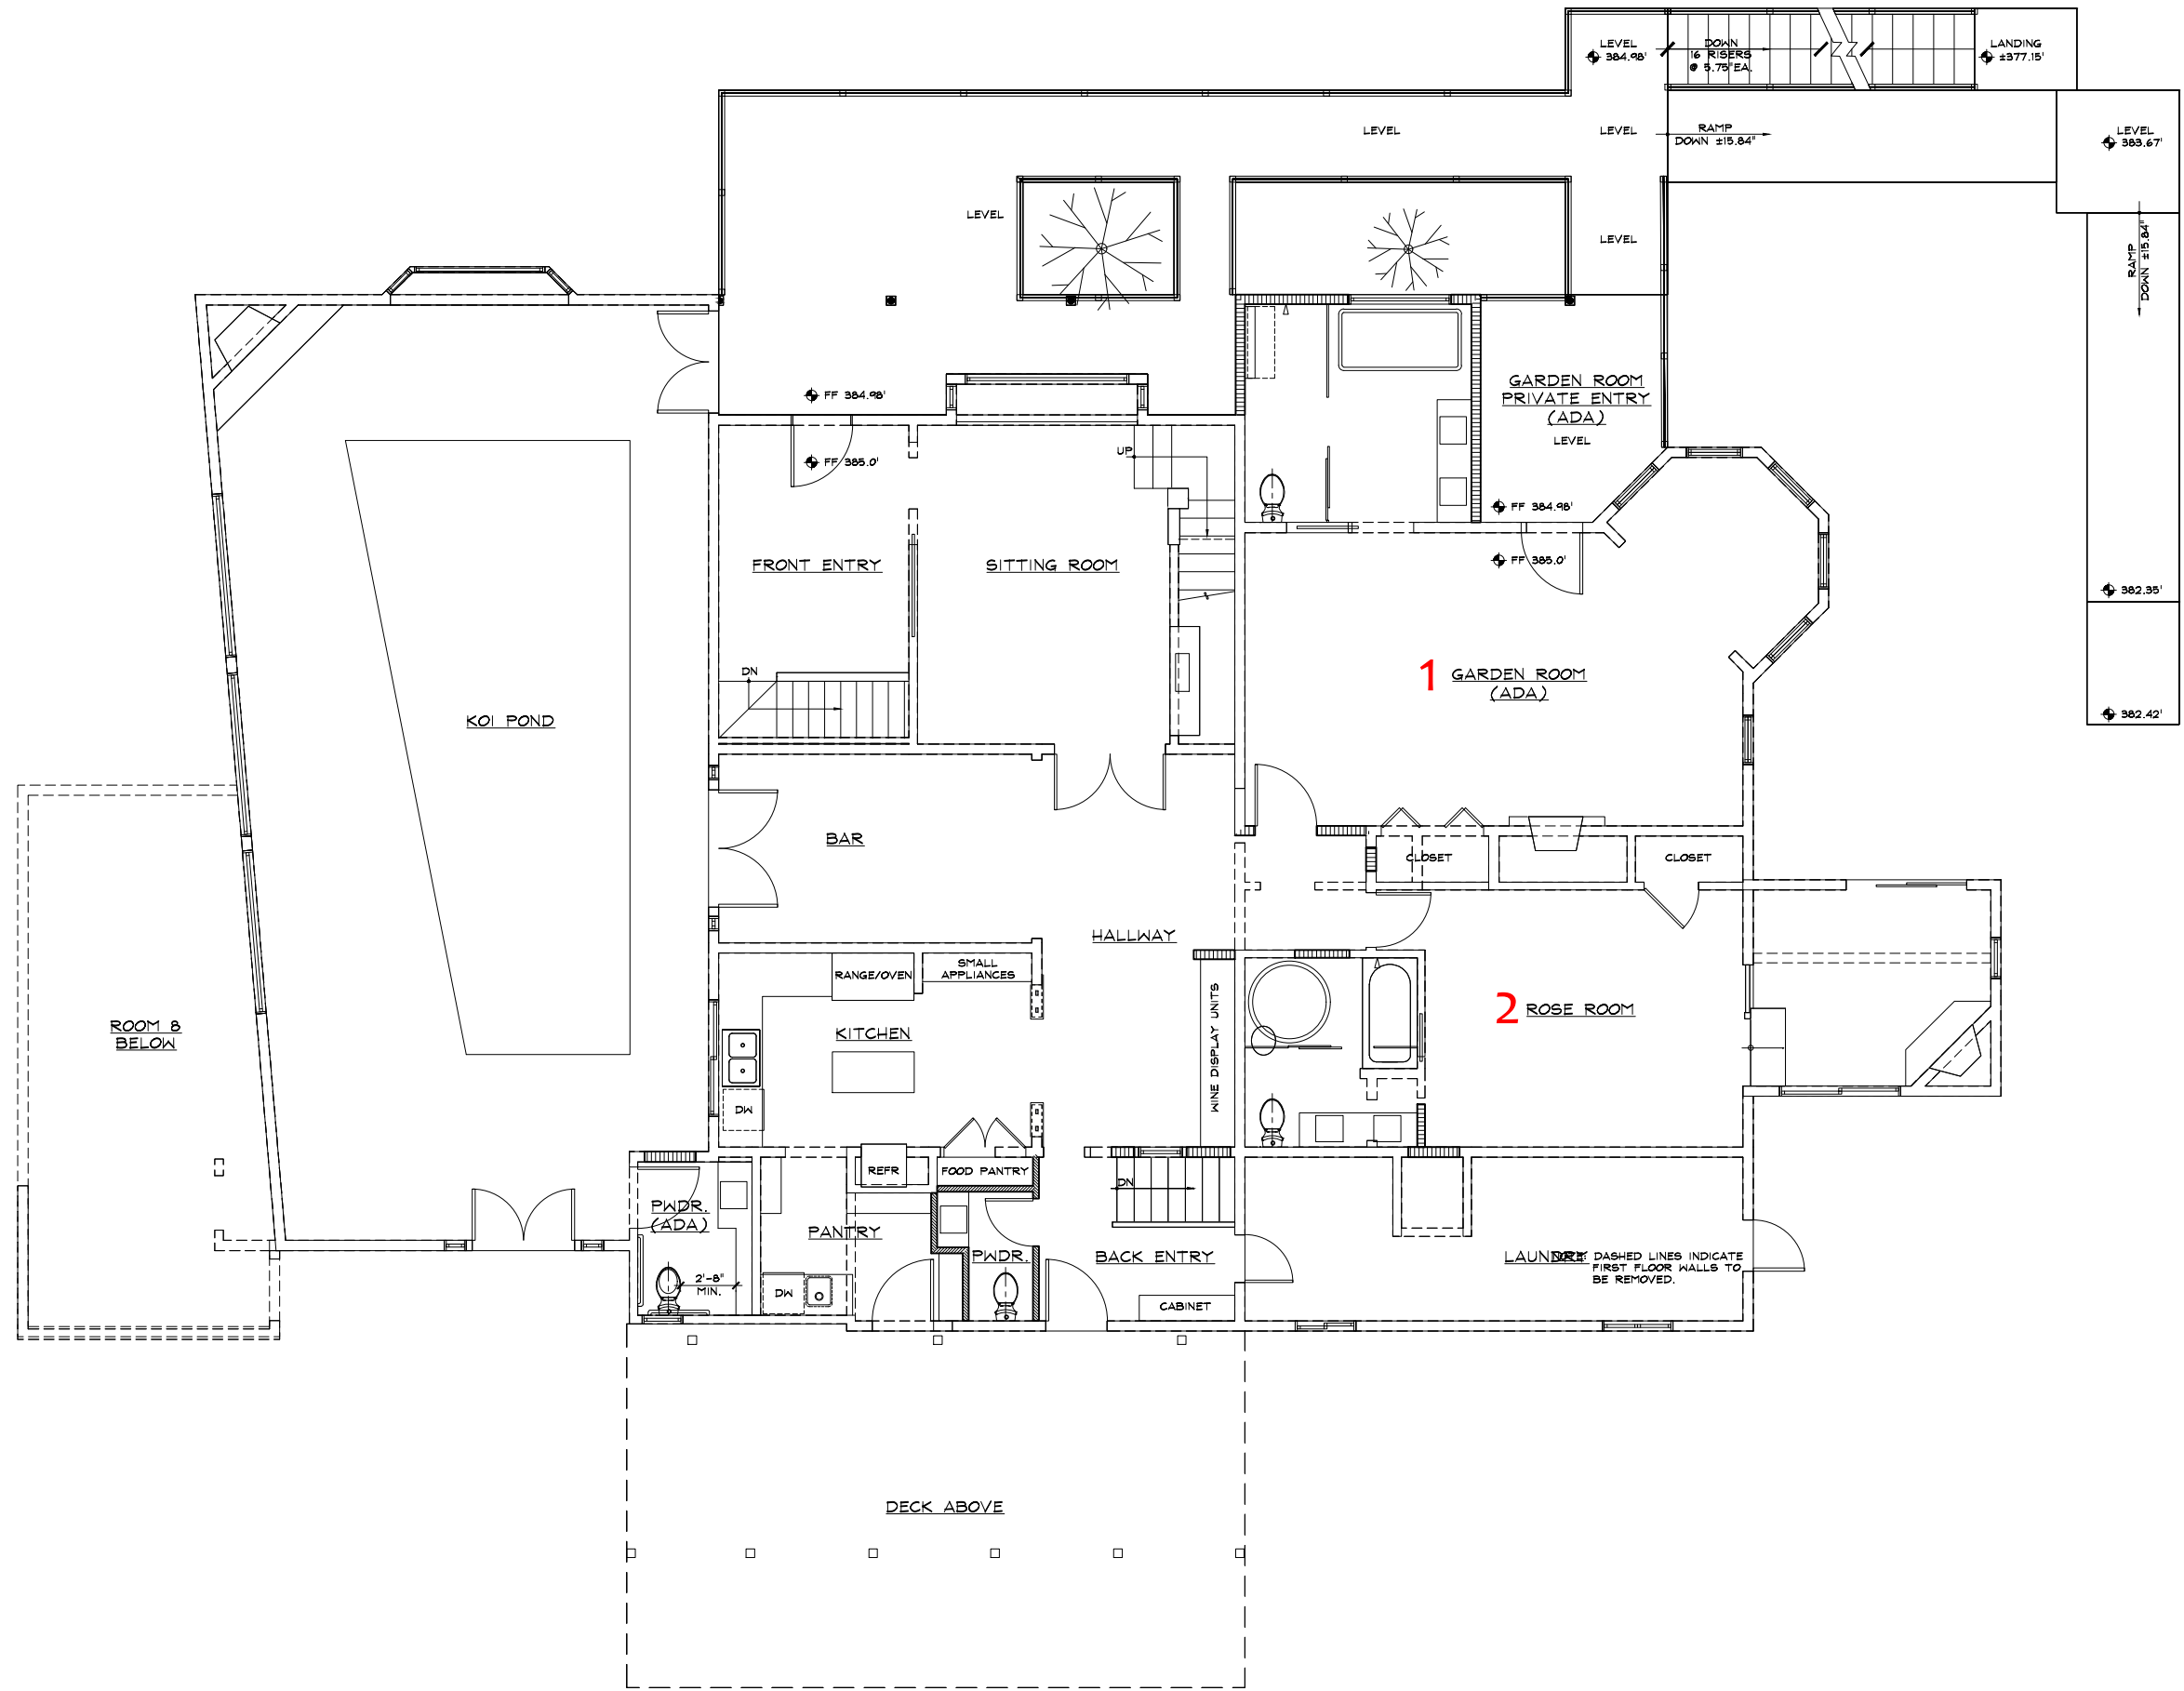 LEVEL
384.98'
DOWN
16 RISERS
@ 5.75"EA.
LANDING
±377.15'
LEVEL
LEVEL
RAMP
DOWN ±15.84"
LEVEL
383.67'
LEVEL
LEVEL
RAMP
DOWN ±15.84"
FF 384.98'
GARDEN ROOM
PRIVATE ENTRY
(ADA)
LEVEL
UP
FF 385.0'
FF 384.98'
FRONT ENTRY
SITTING ROOM
FF 385.0'
382.35'
DN
1 GARDEN ROOM
(ADA)
KOI POND
382.42'
BAR
CLOSET
CLOSET
HALLWAY
RANGE/OVEN
SMALL
APPLIANCES
WINE DISPLAY UNITS
2 ROSE ROOM
ROOM 8
BELOW
KITCHEN
DW
REFR
FOOD PANTRY
DN
PWDR.
(ADA)
PANTRY
PWDR.
BACK ENTRY
LAUNDRY
DASHED LINES INDICATE
FIRST FLOOR WALLS TO
BE REMOVED.
2'-8"
MIN.
DW
CABINET
DECK ABOVE